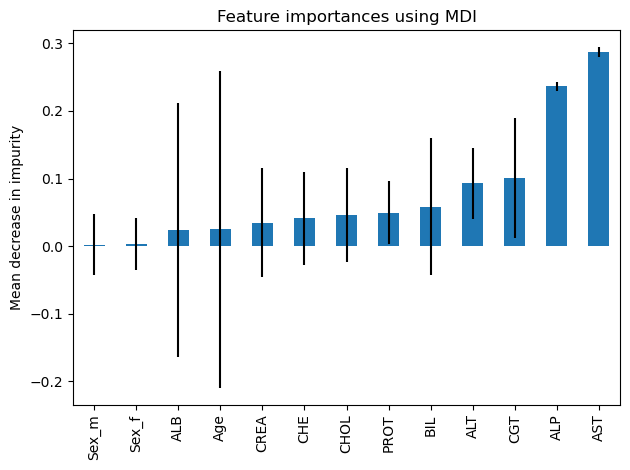 Feature importances using MDI
Mean decrease in impurity
0.3
0.2
0.1
0.0
−0.1
−0.2
Sex_m
Sex_f
ALB
Age
CREA
CHE
CHOL
PROT
BIL
ALT
CGT
ALP
AST